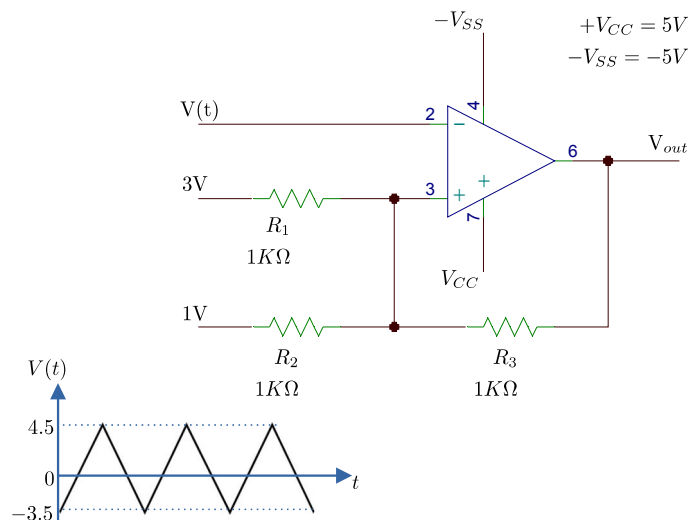 −V_SS
+V_CC = 5V
−V_SS = −5V
V(t)
2
4
−
6
V_out
3V
3
+
+
7
R_1
1KΩ
V_CC
1V
R_2
1KΩ
R_3
1KΩ
V(t)
4.5
0
t
−3.5